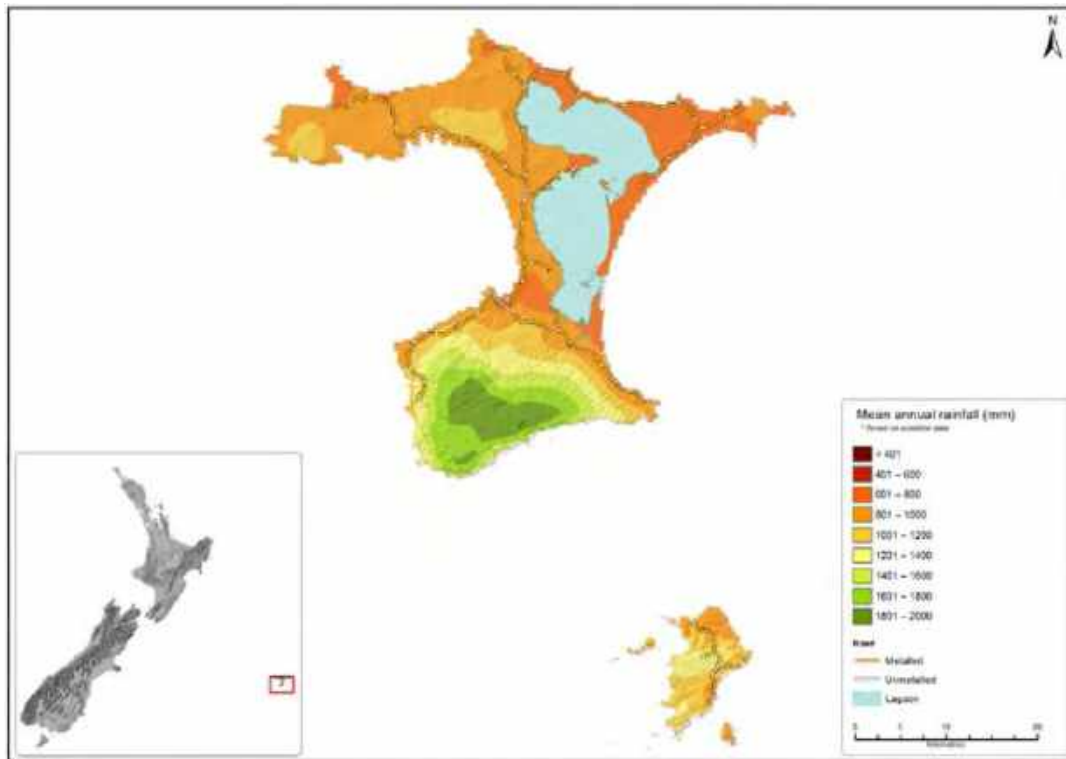 N
Mean annual rainfall (mm)
401 – 600
601 – 800
801 – 1000
1001 – 1200
1201 – 1400
1401 – 1600
1601 – 1800
1801 – 2000
Road
Metalled
Unmetalled
Lagoon
0
5
10
20